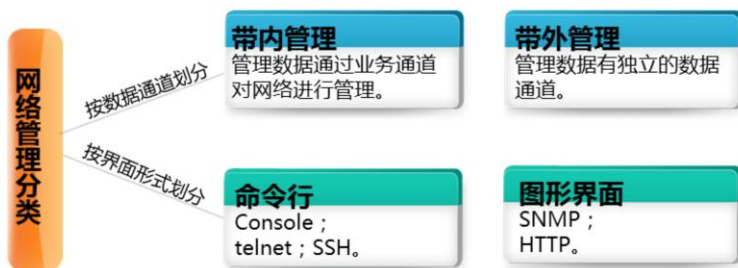 网络管理分类
按数据通道划分
带内管理
管理数据通过业务通道
对网络进行管理。
带外管理
管理数据有独立的数据
通道。
按界面形式划分
命令行
Console；
telnet；SSH。
图形界面
SNMP；
HTTP。